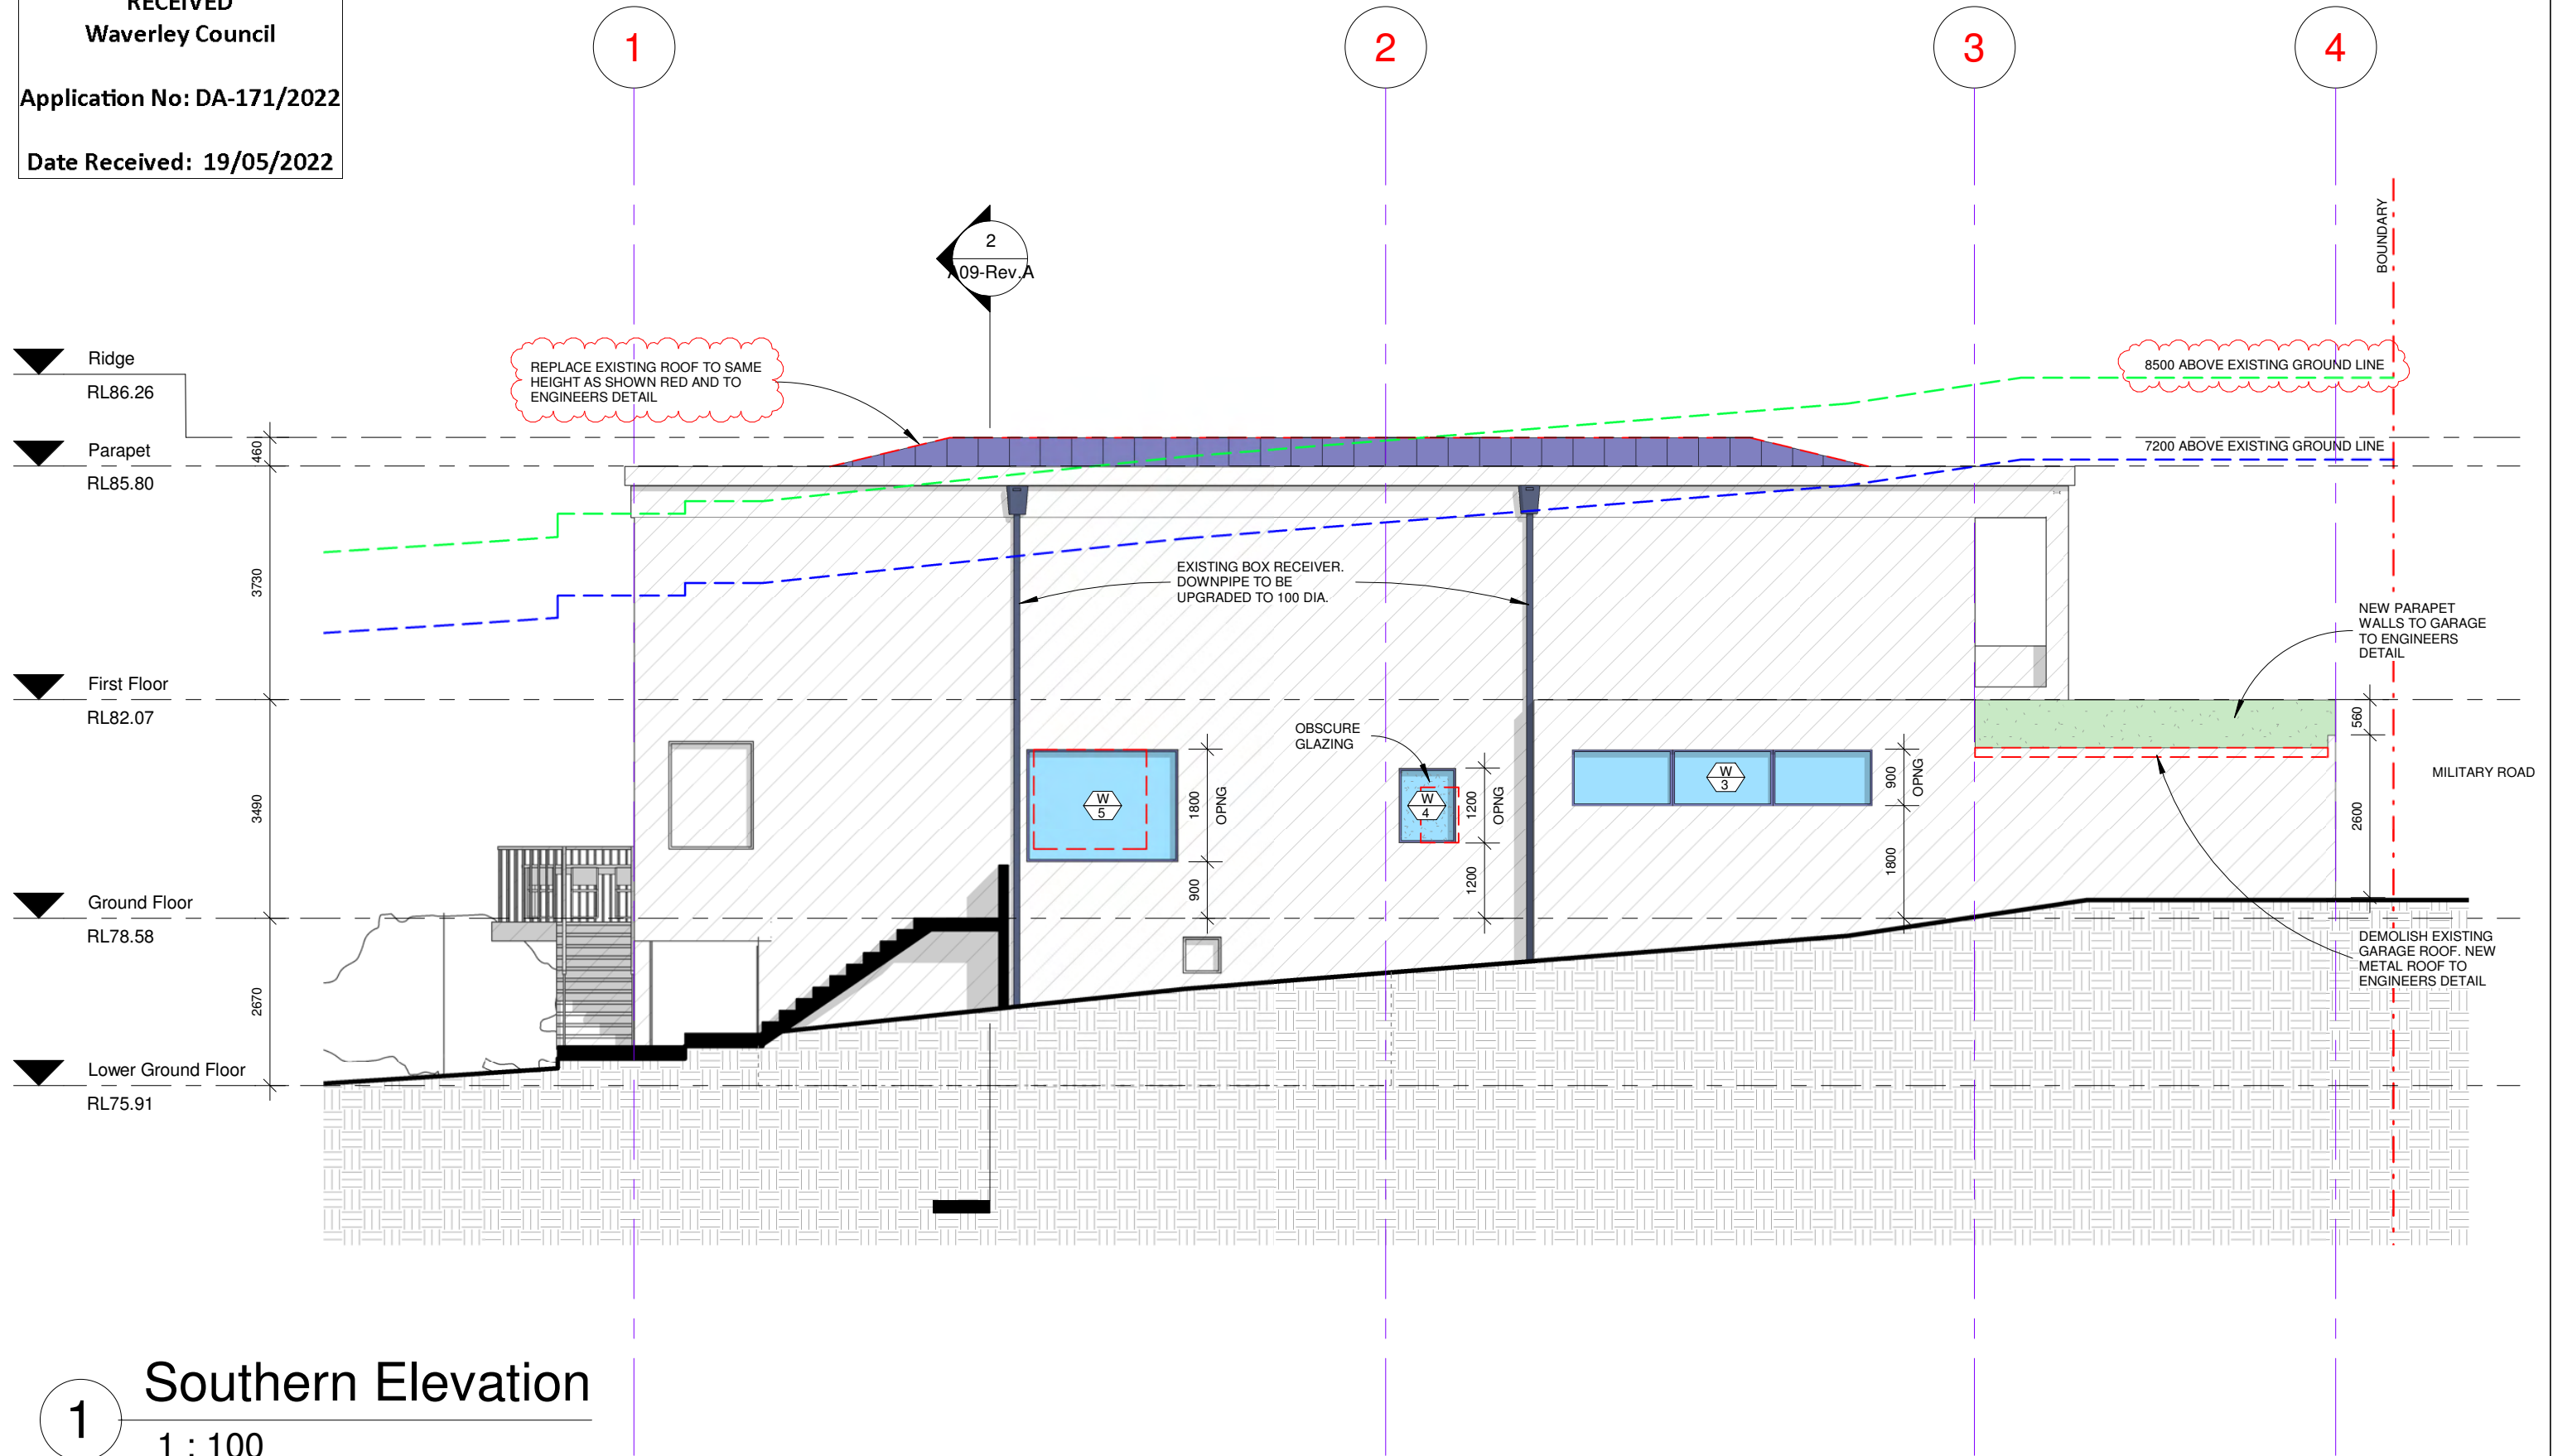 RECEIVED
Waverley Council
Application No: DA-171/2022
Date Received: 19/05/2022
1
2
3
4
BOUNDARY
2
A09-Rev.A
Ridge
RL86.26
REPLACE EXISTING ROOF TO SAME
HEIGHT AS SHOWN RED AND TO
ENGINEERS DETAIL
8500 ABOVE EXISTING GROUND LINE
460
Parapet
RL85.80
7200 ABOVE EXISTING GROUND LINE
3730
EXISTING BOX RECEIVER.
DOWNPIPE TO BE
UPGRADED TO 100 DIA.
NEW PARAPET
WALLS TO GARAGE
TO ENGINEERS
DETAIL
First Floor
RL82.07
560
OBSCURE
GLAZING
MILITARY ROAD
3490
W
5
1800
OPNG
900
W
4
1200
OPNG
1200
W
3
900
OPNG
1800
2600
Ground Floor
RL78.58
DEMOLISH EXISTING
GARAGE ROOF. NEW
METAL ROOF TO
ENGINEERS DETAIL
2670
Lower Ground Floor
RL75.91
1
Southern Elevation
1 : 100